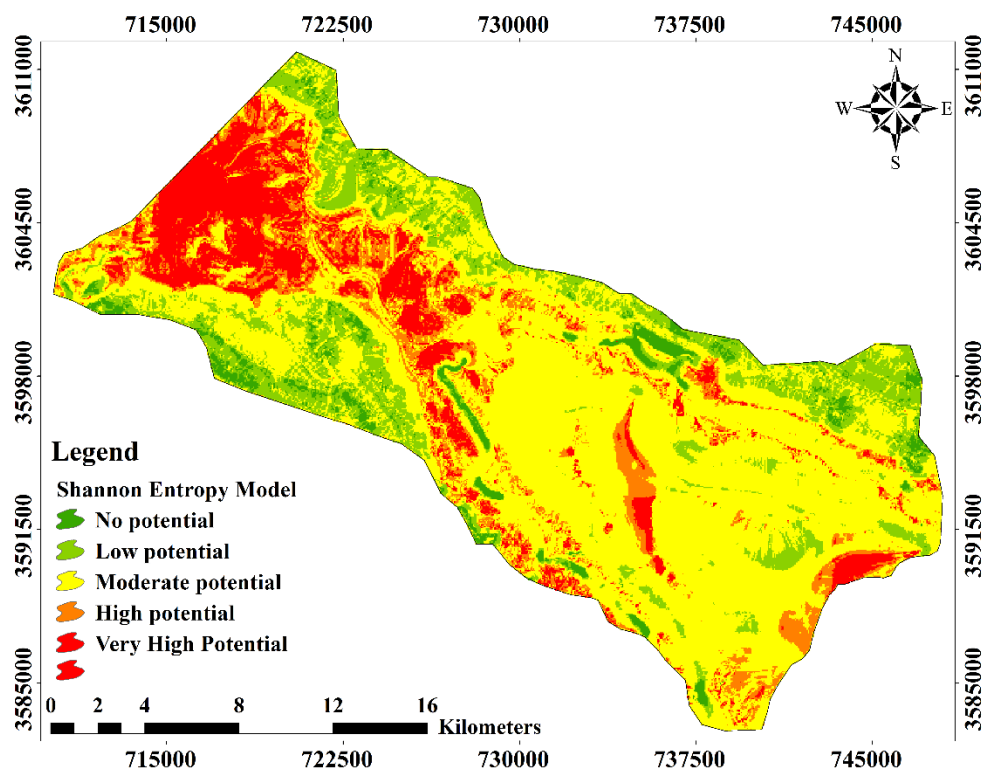 715000 722500 730000 737500 745000
3611000 3611000
N
W E
S
3604500 3604500
3598000 3598000
Legend
Shannon Entropy Model
No potential
Low potential
3591500 3591500
Moderate potential
High potential
Very High Potential
3585000 3585000
0 2 4 8 12 16
Kilometers
715000 722500 730000 737500 745000